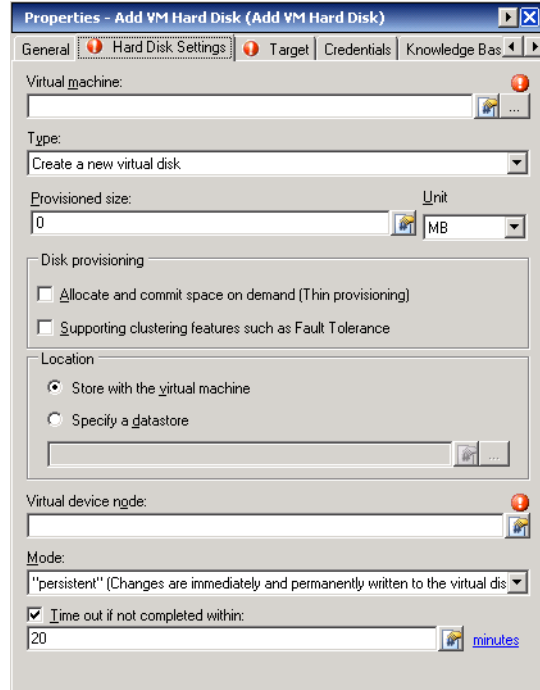 Properties - Add VM Hard Disk (Add VM Hard Disk)
General Hard Disk Settings Target Credentials Knowledge Bas
Virtual machine:
...
Type:
Create a new virtual disk
Provisioned size: Unit
0 MB
Disk provisioning
Allocate and commit space on demand (Thin provisioning)
Supporting clustering features such as Fault Tolerance
Location
Store with the virtual machine
Specify a datastore
...
Virtual device node:
Mode:
"persistent" (Changes are immediately and permanently written to the virtual dis
Time out if not completed within:
20 minutes